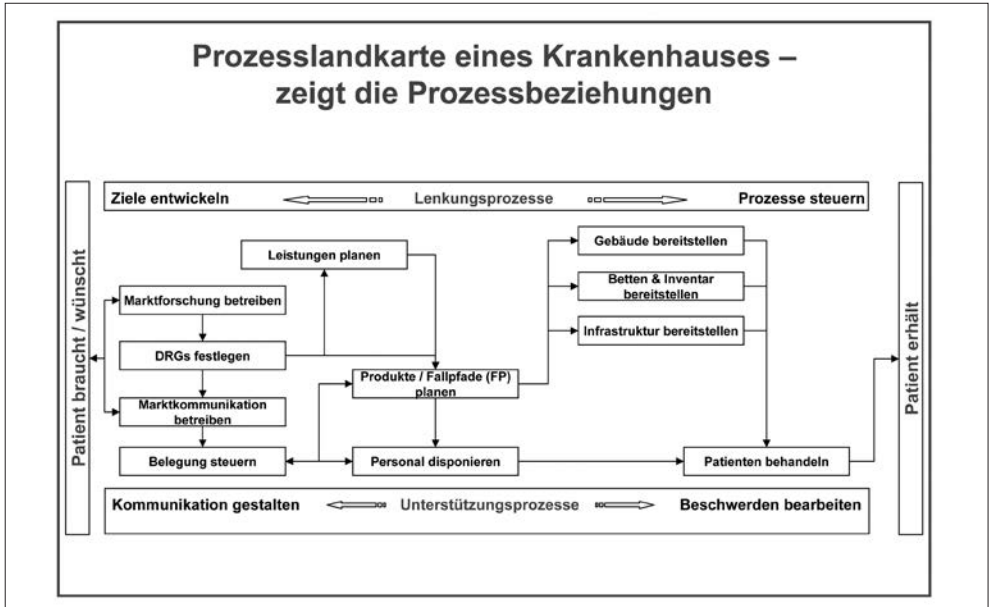 Prozesslandkarte eines Krankenhauses –
zeigt die Prozessbeziehungen
Patient braucht / wünscht
Ziele entwickeln Lenkungsprozesse Prozesse steuern
Leistungen planen
Marktforschung betreiben
DRGs festlegen
Marktkommunikation
betreiben
Belegung steuern
Produkte / Fallpfade (FP)
planen
Personal disponieren
Gebäude bereitstellen
Betten & Inventar
bereitstellen
Infrastruktur bereitstellen
Patienten behandeln
Kommunikation gestalten Unterstützungsprozesse Beschwerden bearbeiten
Patient erhält